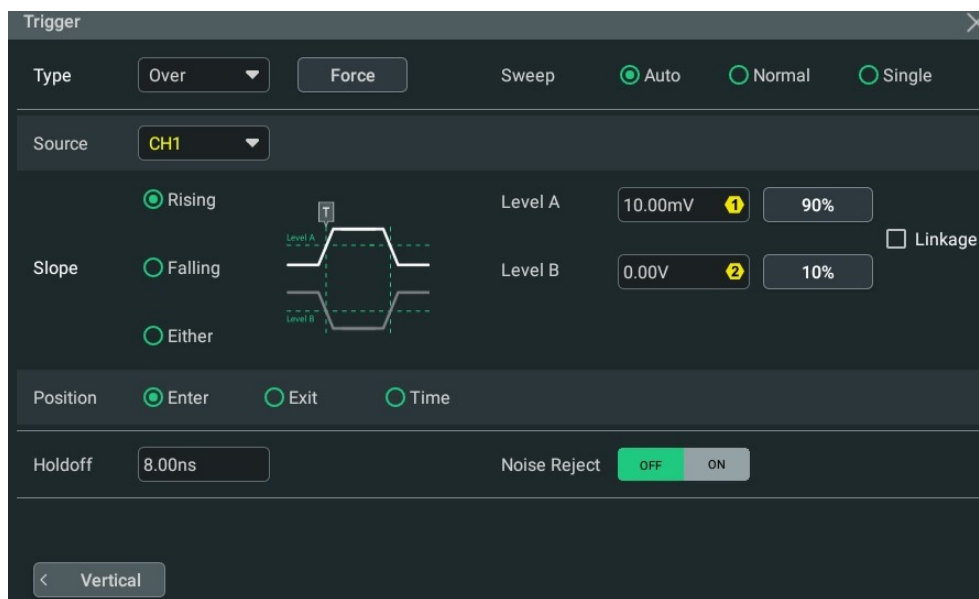 Trigger
Type Over Force Sweep Auto Normal Single
Source CH1
Rising Level A 10.00mV 1 90%
T
Level A
Linkage
Slope Falling Level B 0.00V 2 10%
Level B
Either
Position Enter Exit Time
Holdoff 8.00ns Noise Reject OFF ON
< Vertical